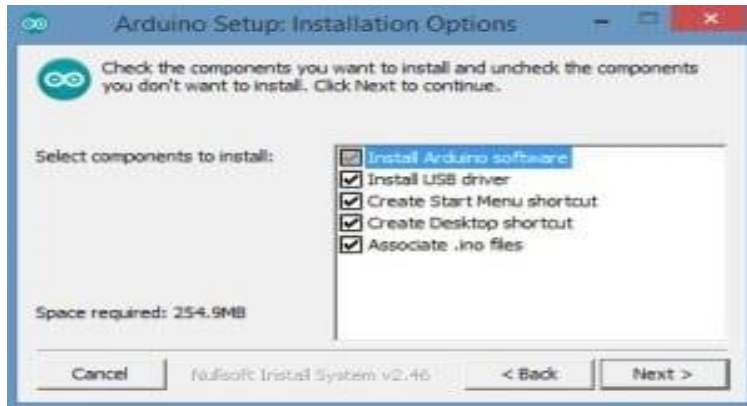 Arduino Setup: Installation Options
Check the components you want to install and uncheck the components
you don't want to install. Click Next to continue.
Select components to install:
Install Arduino software
Install USB driver
Create Start Menu shortcut
Create Desktop shortcut
Associate .ino files
Space required: 254.9MB
Cancel
Nullsoft Install System v2.46
< Back
Next >